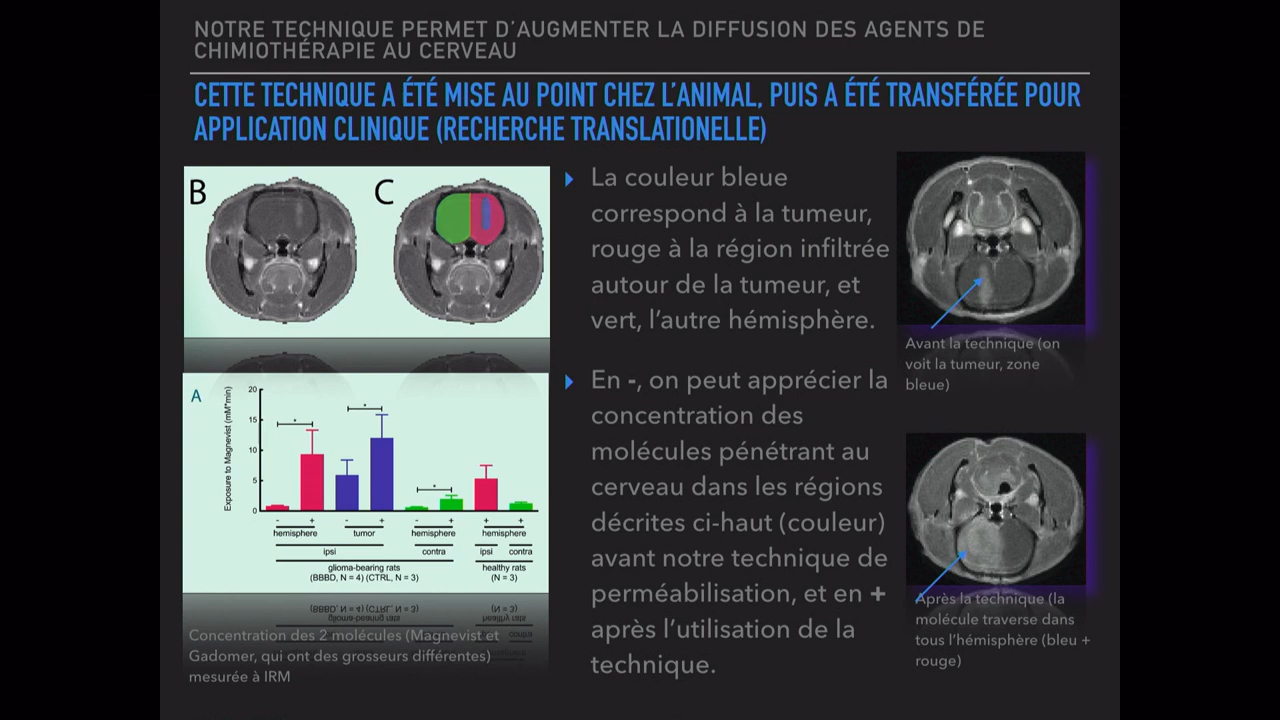 NOTRE TECHNIQUE PERMET D'AUGMENTER LA DIFFUSION DES AGENTS DE
CHIMIOTHÉRAPIE AU CERVEAU
CETTE TECHNIQUE A ÉTÉ MISE AU POINT CHEZ L'ANIMAL, PUIS A ÉTÉ TRANSFÉRÉE POUR
APPLICATION CLINIQUE (RECHERCHE TRANSLATIONELLE)
B
C
A
Exposure to Magnevist (mM*min)
20
15
10
5
0
* * *
- + - + - + + +
hemisphere tumor hemisphere hemisphere
ipsi contra ipsi contra
glioma-bearing rats healthy rats
(BBBD, N = 4) (CTRL, N = 3) (N = 3)
Concentration des 2 molécules (Magnevist et
Gadomer, qui ont des grosseurs différentes)
mesurée à IRM
La couleur bleue
correspond à la tumeur,
rouge à la région infiltrée
autour de la tumeur, et
vert, l'autre hémisphère.
En -, on peut apprécier la
concentration des
molécules pénétrant au
cerveau dans les régions
décrites ci-haut (couleur)
avant notre technique de
perméabilisation, et en +
après l'utilisation de la
technique.
Avant la technique (on
voit la tumeur, zone
bleue)
Après la technique (la
molécule traverse dans
tous l'hémisphère (bleu +
rouge)